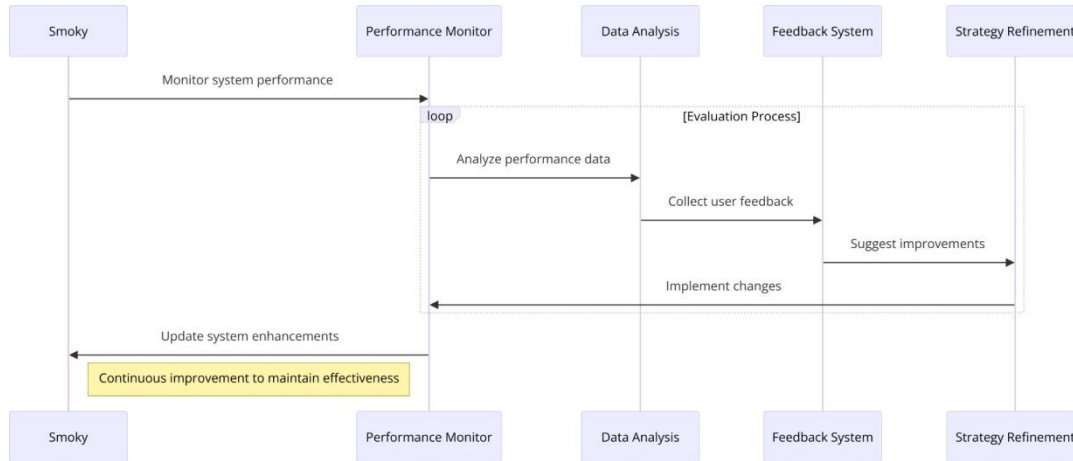 Smoky
Performance Monitor
Data Analysis
Feedback System
Strategy Refinement
Monitor system performance
loop
[Evaluation Process]
Analyze performance data
Collect user feedback
Suggest improvements
Implement changes
Update system enhancements
Continuous improvement to maintain effectiveness
Smoky
Performance Monitor
Data Analysis
Feedback System
Strategy Refinement